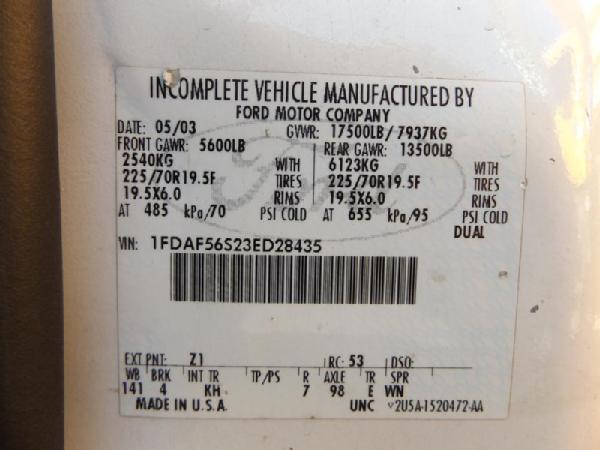 INCOMPLETE VEHICLE MANUFACTURED BY
FORD MOTOR COMPANY
DATE: 05/03 GVWR: 17500LB/ 7937KG
FRONT GAWR: 5600LB REAR GAWR: 13500LB
2540KG WITH 6123KG WITH
225/70R19.5F TIRES 225/70R19.5F TIRES
19.5X6.0 RIMS 19.5X6.0 RIMS
AT 485 kPa/70 PSI COLD AT 655 kPa/95 PSI COLD
DUAL
VIN: 1FDAF56S23ED28435
Ford
EXT PNT: Z1 RC: 53 DSO:
WB BRK INT TR TP/PS R AXLE TR SPR
141 4 KH 7 98 E WN
MADE IN U.S.A. UNC 2U5A-1520472-AA